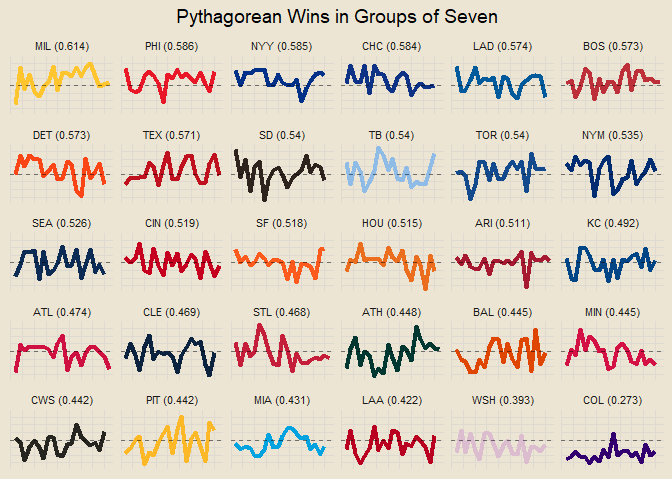 Pythagorean Wins in Groups of Seven
MIL (0.614) PHI (0.586) NYY (0.585) CHC (0.584) LAD (0.574) BOS (0.573)
DET (0.573) TEX (0.571) SD (0.54) TB (0.54) TOR (0.54) NYM (0.535)
SEA (0.526) CIN (0.519) SF (0.518) HOU (0.515) ARI (0.511) KC (0.492)
ATL (0.474) CLE (0.469) STL (0.468) ATH (0.448) BAL (0.445) MIN (0.445)
CWS (0.442) PIT (0.442) MIA (0.431) LAA (0.422) WSH (0.393) COL (0.273)